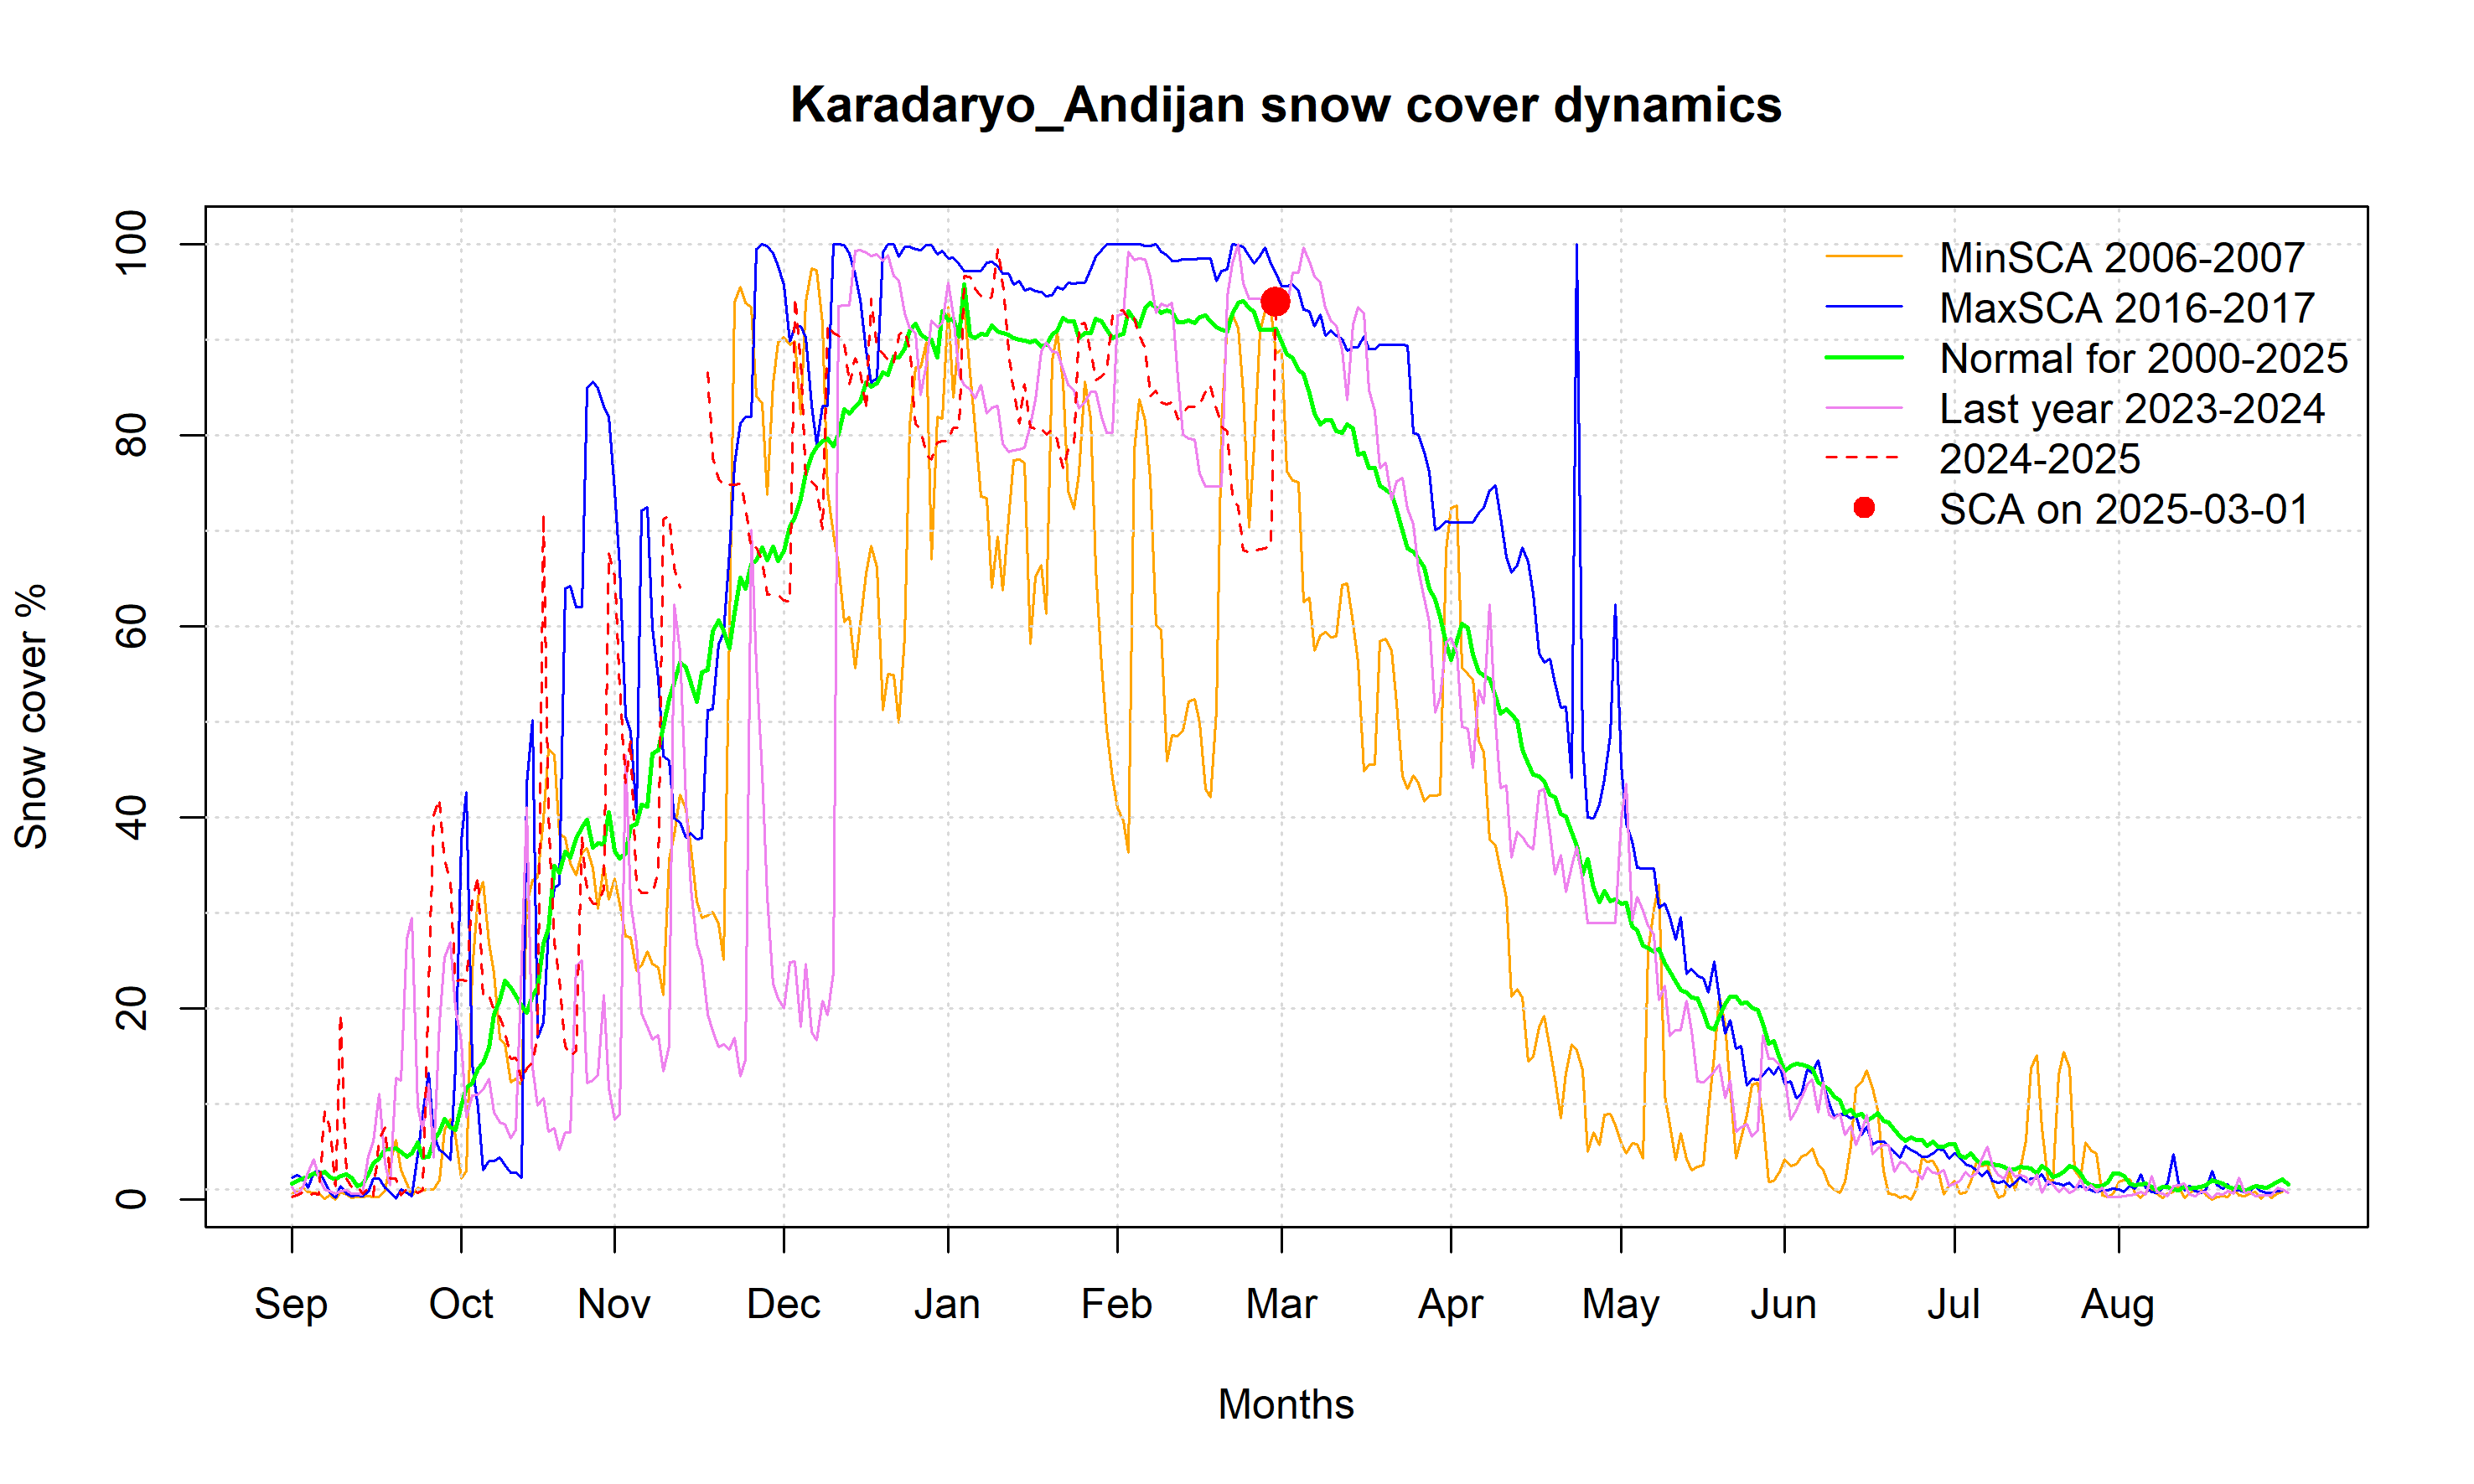 Karadaryo_Andijan snow cover dynamics
MinSCA 2006-2007
MaxSCA 2016-2017
Normal for 2000-2025
Last year 2023-2024
2024-2025
SCA on 2025-03-01
Snow cover %
100
80
60
40
20
0
Sep Oct Nov Dec Jan Feb Mar Apr May Jun Jul Aug
Months